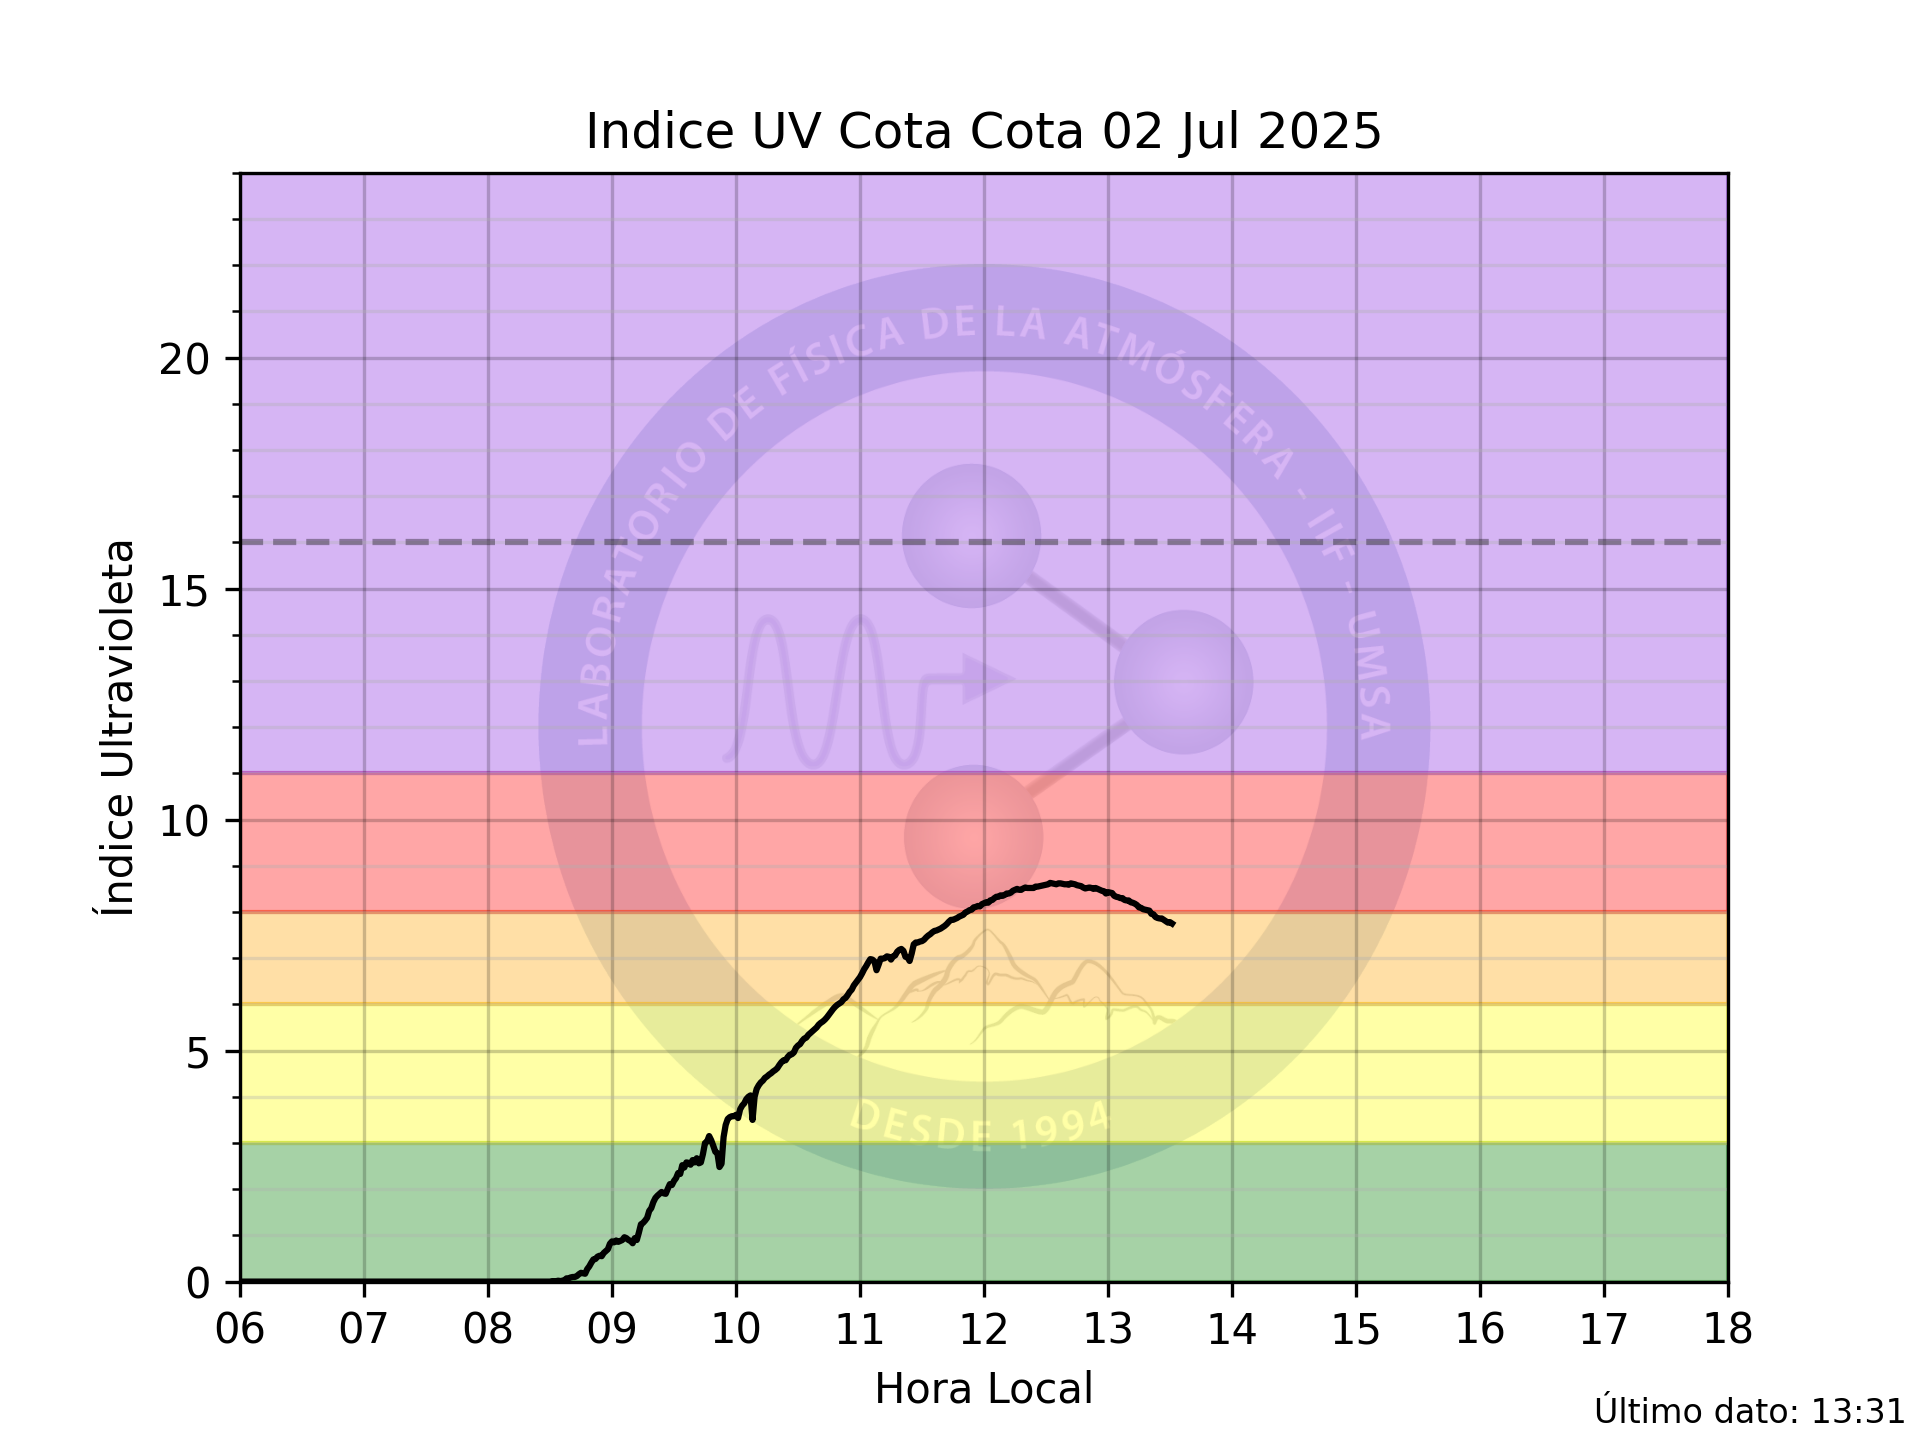 Indice UV Cota Cota 02 Jul 2025
LABORATORIO DE FÍSICA DE LA ATMÓSFERA - IIF - UMSA
20
15
10
5
0
Índice Ultravioleta
DESDE 1994
06 07 08 09 10 11 12 13 14 15 16 17 18
Hora Local
Último dato: 13:31